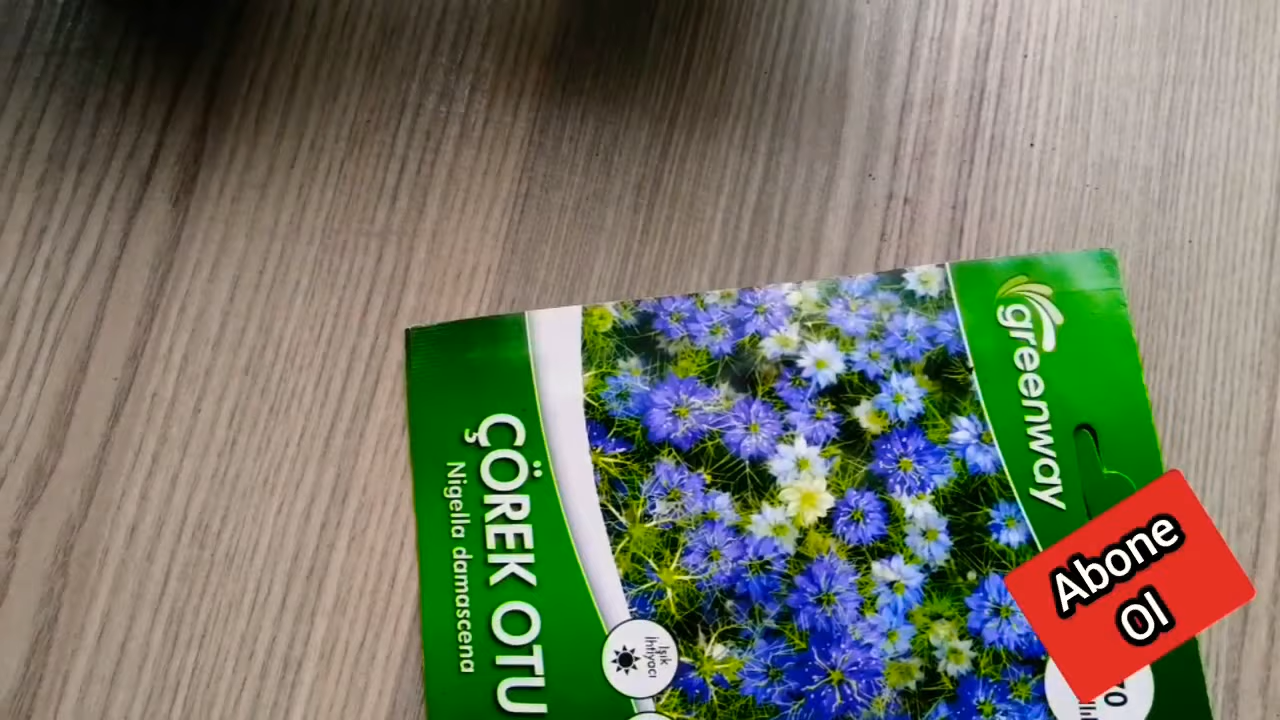 greenway
ÇÖREK OTU
Nigella damascena
Işık
İhtiyacı
Abone
Ol